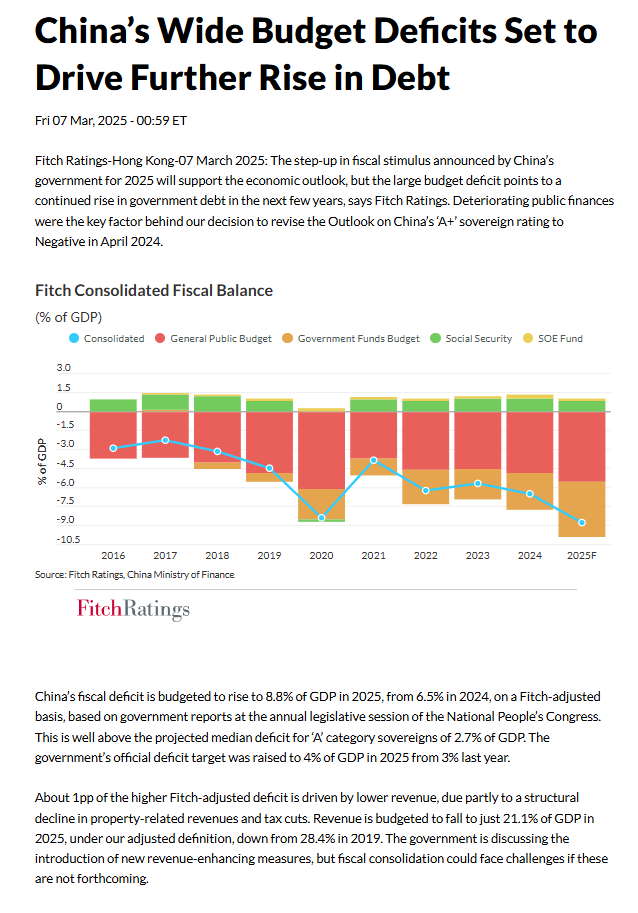 China’s Wide Budget Deficits Set to
Drive Further Rise in Debt
Fri 07 Mar, 2025 - 00:59 ET
Fitch Ratings-Hong Kong-07 March 2025: The step-up in fiscal stimulus announced by China’s
government for 2025 will support the economic outlook, but the large budget deficit points to a
continued rise in government debt in the next few years, says Fitch Ratings. Deteriorating public finances
were the key factor behind our decision to revise the Outlook on China’s ‘A+’ sovereign rating to
Negative in April 2024.
Fitch Consolidated Fiscal Balance
(% of GDP)
Consolidated General Public Budget Government Funds Budget Social Security SOE Fund
3.0
1.5
0
-1.5
-3.0
-4.5
-6.0
-7.5
-9.0
-10.5
% of GDP
2016 2017 2018 2019 2020 2021 2022 2023 2024 2025F
Source: Fitch Ratings, China Ministry of Finance
FitchRatings
China’s fiscal deficit is budgeted to rise to 8.8% of GDP in 2025, from 6.5% in 2024, on a Fitch-adjusted
basis, based on government reports at the annual legislative session of the National People’s Congress.
This is well above the projected median deficit for ‘A’ category sovereigns of 2.7% of GDP. The
government’s official deficit target was raised to 4% of GDP in 2025 from 3% last year.
About 1pp of the higher Fitch-adjusted deficit is driven by lower revenue, due partly to a structural
decline in property-related revenues and tax cuts. Revenue is budgeted to fall to just 21.1% of GDP in
2025, under our adjusted definition, down from 28.4% in 2019. The government is discussing the
introduction of new revenue-enhancing measures, but fiscal consolidation could face challenges if these
are not forthcoming.